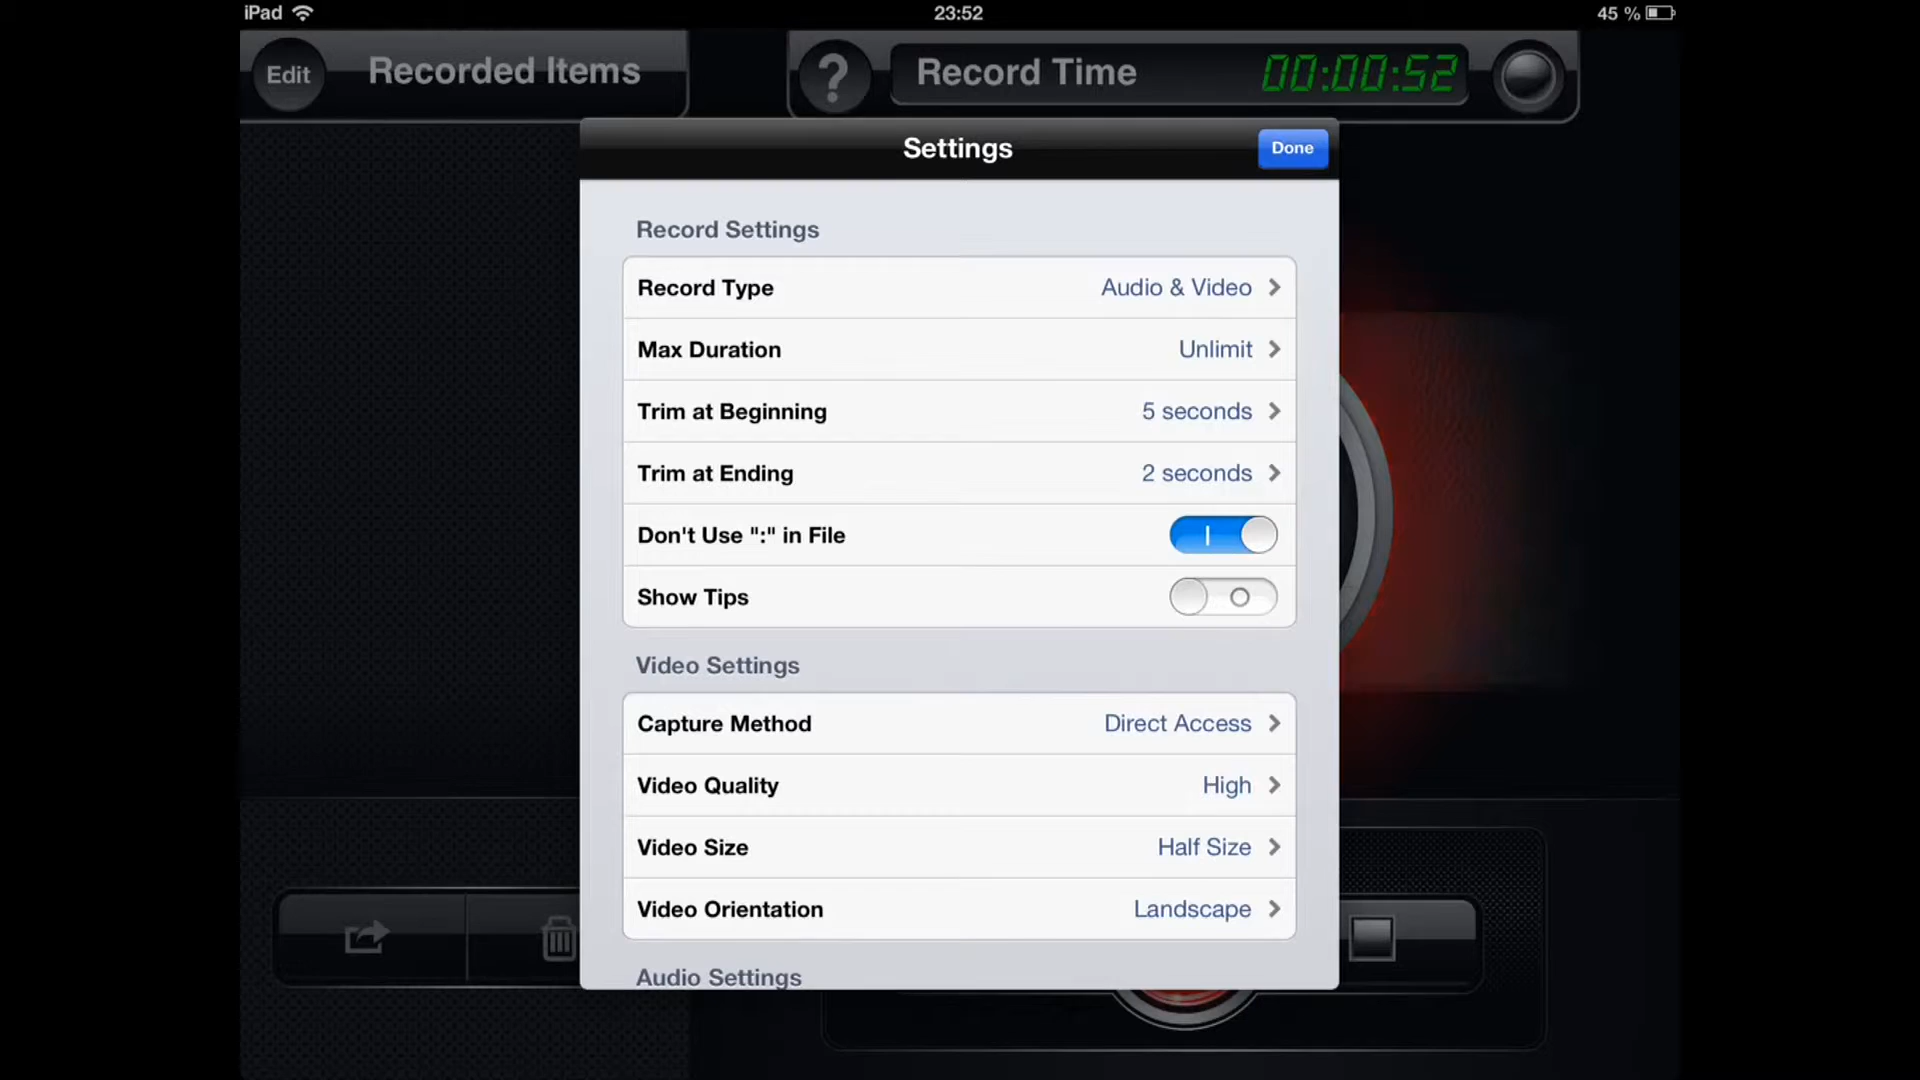 iPad 23:52 45 %
Edit Recorded Items ? Record Time 00:00:52
Settings Done
Record Settings
Record Type Audio & Video
Max Duration Unlimit
Trim at Beginning 5 seconds
Trim at Ending 2 seconds
Don't Use ":" in File
Show Tips
Video Settings
Capture Method Direct Access
Video Quality High
Video Size Half Size
Video Orientation Landscape
Audio Settings